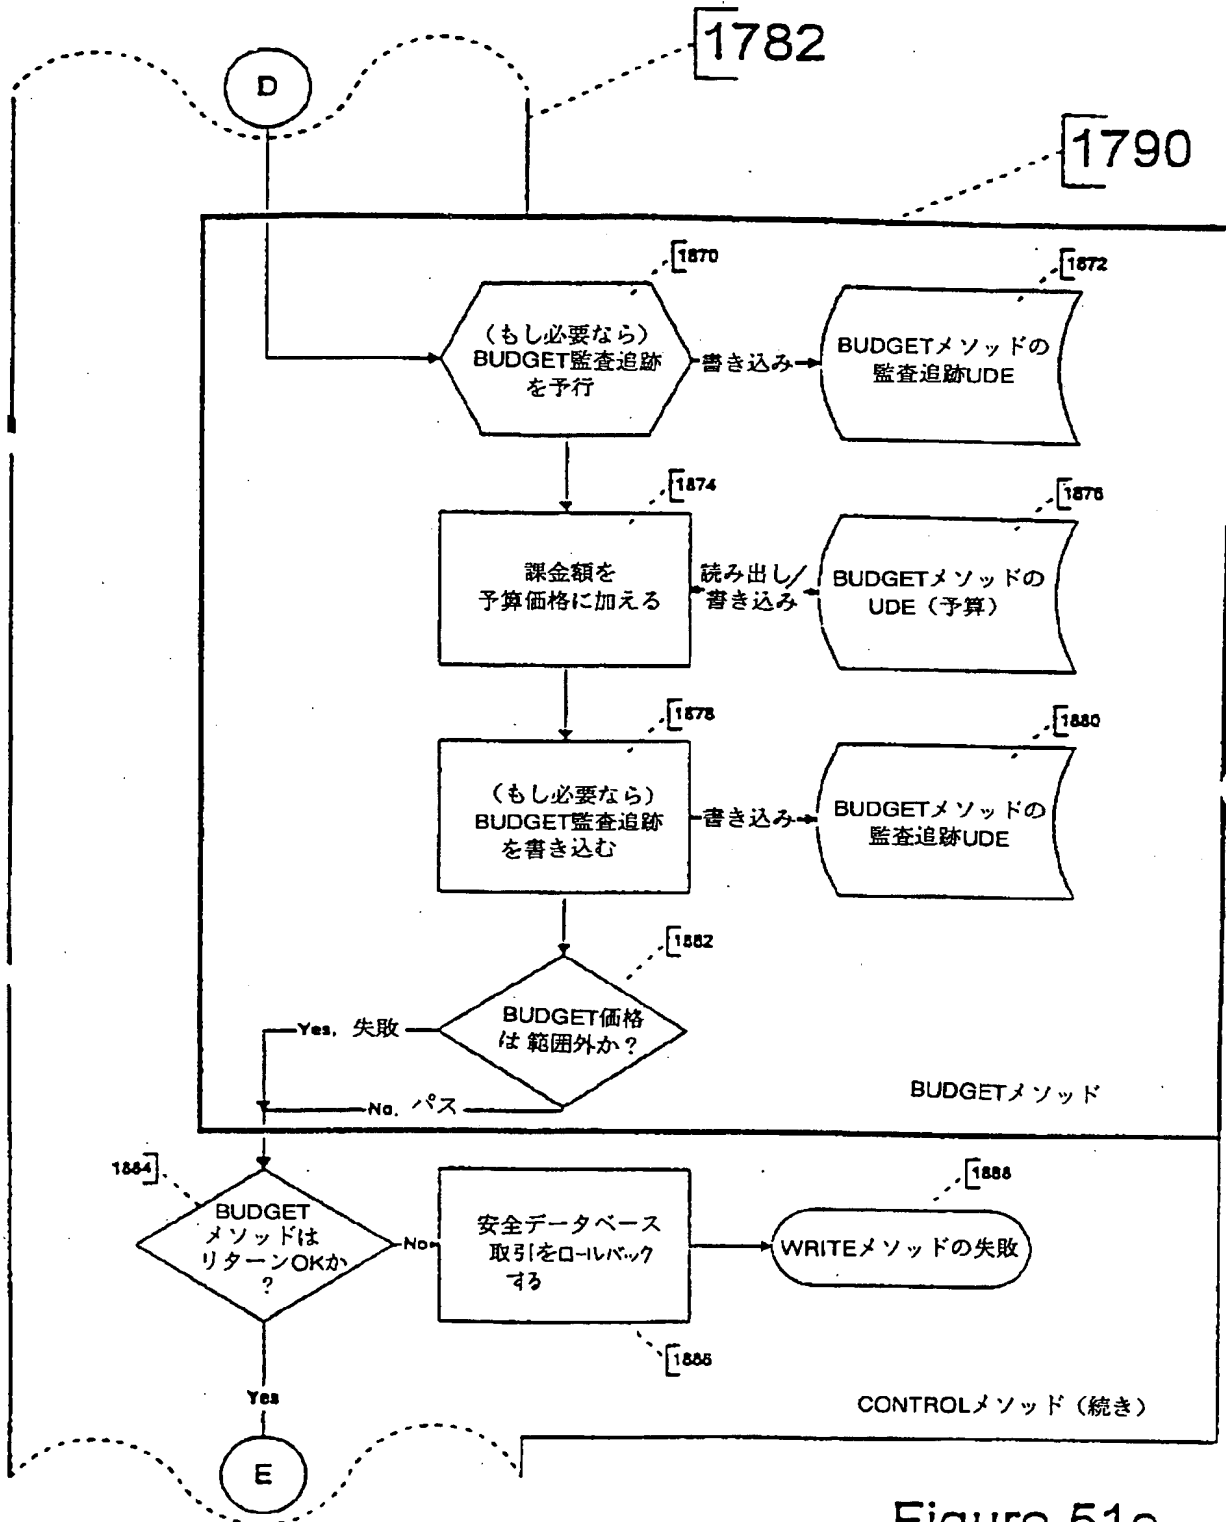 D
1782
1790
1870
1872
(もし必要なら)
BUDGET監査追跡
を予行
書き込み
BUDGETメソッドの
監査追跡UDE
1874
1876
課金額を
予算価格に加える
読み出し/
書き込み
BUDGETメソッドの
UDE(予算)
1878
1880
(もし必要なら)
BUDGET監査追跡
を書き込む
書き込み
BUDGETメソッドの
監査追跡UDE
1882
BUDGET価格
は範囲外か?
Yes, 失敗
No, パス
BUDGETメソッド
1884
BUDGET
メソッドは
リターンOKか
?
No
安全データベース
取引をロールバック
する
1888
WRITEメソッドの失敗
Yes
CONTROLメソッド(続き)
E